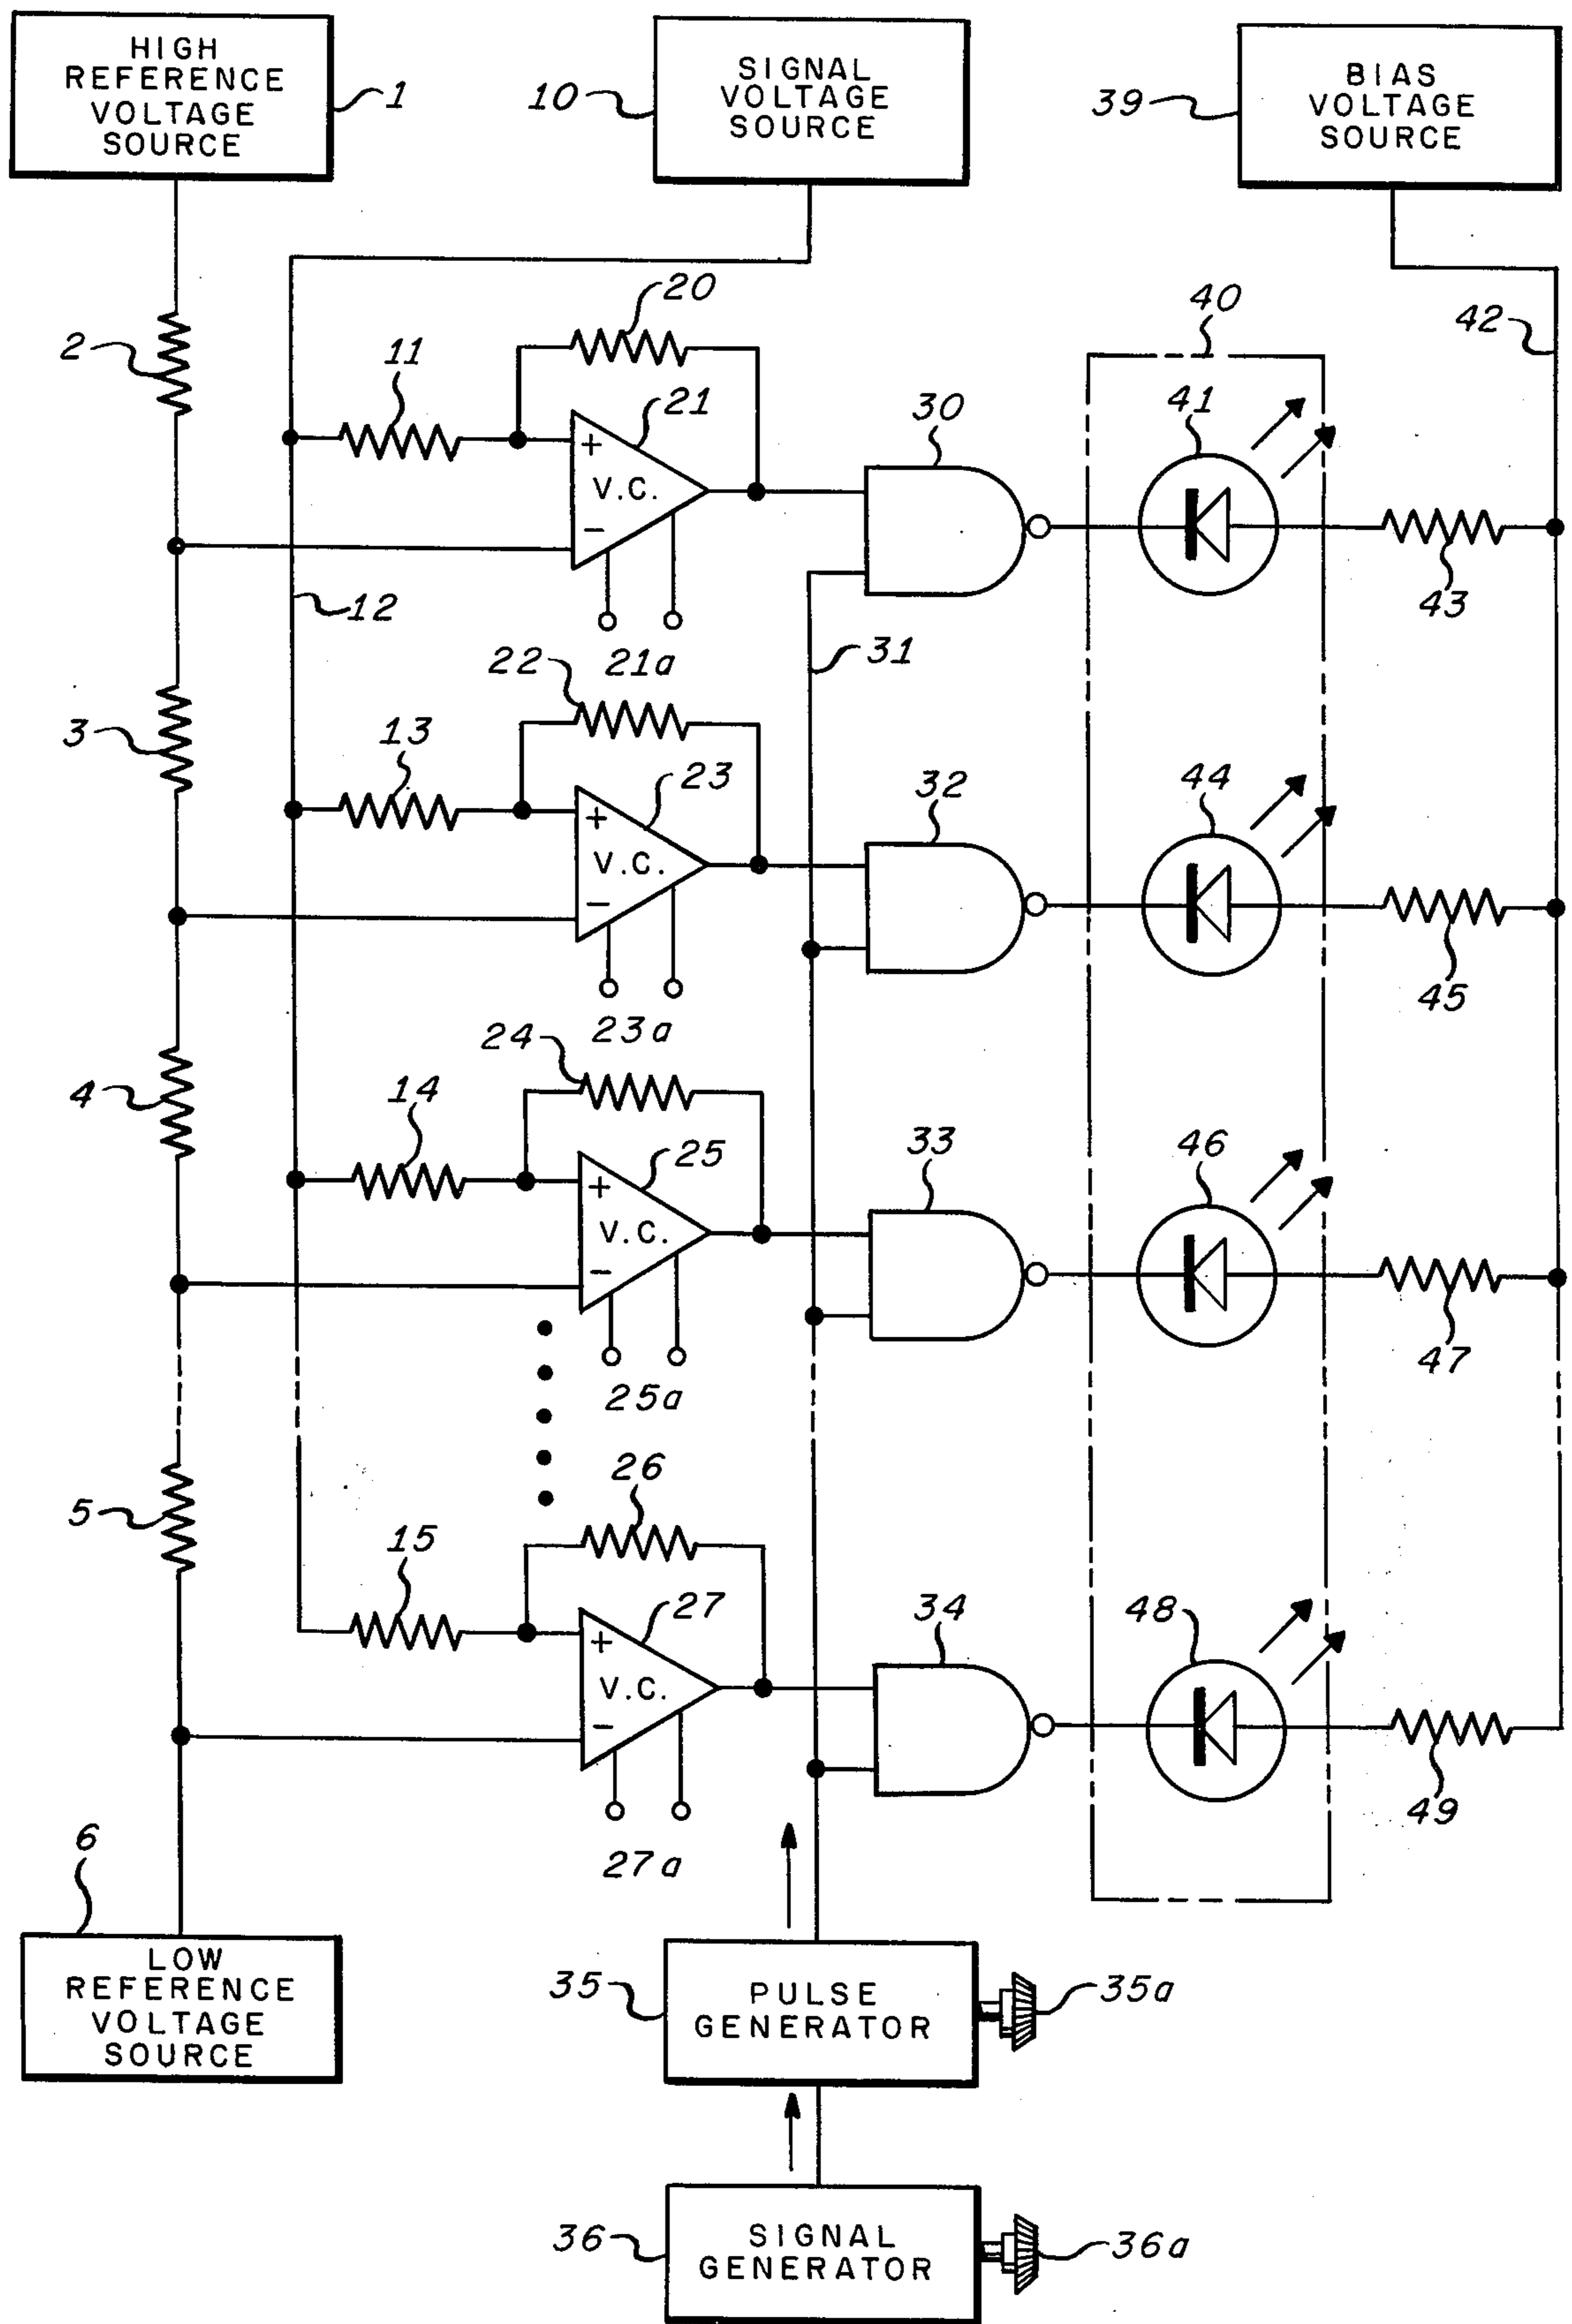 HIGH
REFERENCE
VOLTAGE
SOURCE
1
10
SIGNAL
VOLTAGE
SOURCE
39
BIAS
VOLTAGE
SOURCE
20
40
42
2
11
21
30
41
+
V.C.
−
43
12
21a
31
22
3
13
23
32
44
+
V.C.
−
45
23a
24
4
14
25
33
46
+
V.C.
−
47
25a
26
5
15
27
34
48
+
V.C.
−
49
27a
6
LOW
REFERENCE
VOLTAGE
SOURCE
35
PULSE
GENERATOR
35a
36
SIGNAL
GENERATOR
36a